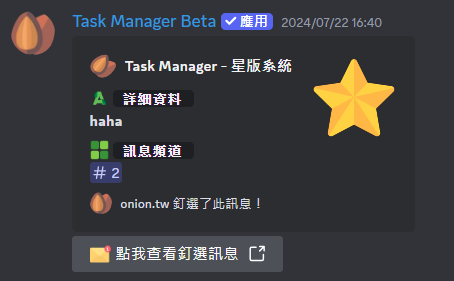 Task Manager Beta ✓ 應用 2024/07/22 16:40
Task Manager - 星版系統
詳細資料
haha
訊息頻道
# 2
onion.tw 釘選了此訊息！
點我查看釘選訊息